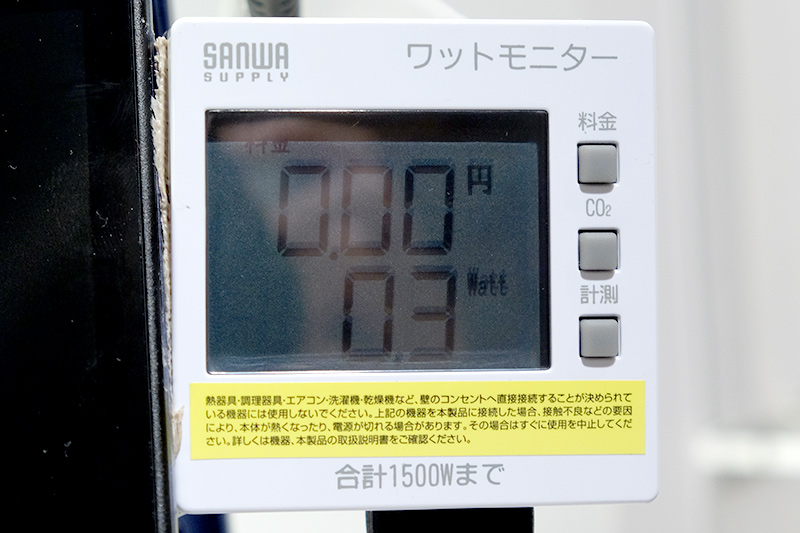 SANWA
SUPPLY
ワットモニター
料金
料金
0.00 円
0.3 Watt
CO2
計測
熱器具・調理器具・エアコン・洗濯機・乾燥機など、壁のコンセントへ直接接続することが決められて
いる機器には使用しないでください。上記の機器を本製品に接続した場合、接触不良などの要因
により、本体が熱くなったり、電源が切れる場合があります。その場合はすぐに使用を中止してくだ
さい。詳しくは機器、本製品の取扱説明書をご確認ください。
合計1500Wまで